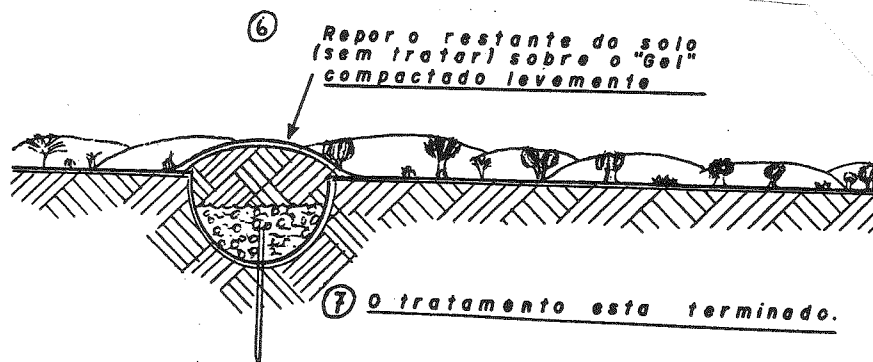 6
Repor o restante do solo
(sem tratar) sobre o "Gel"
compactado levemente
7 O tratamento esta terminado.